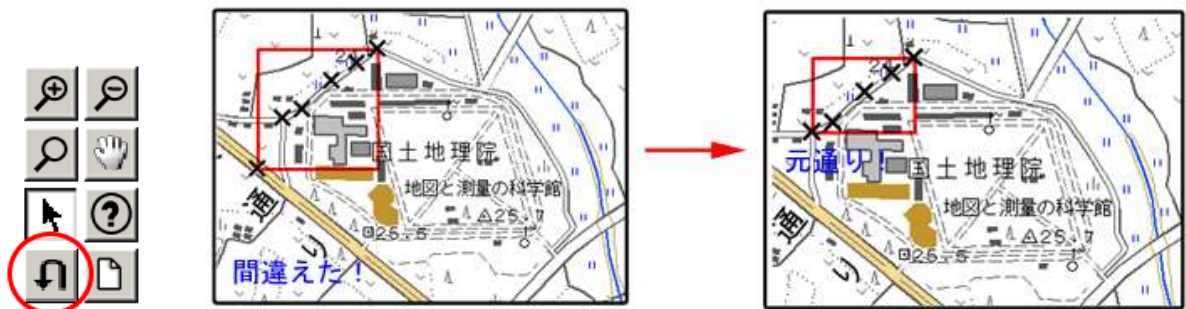 21
国土地理院
地図と測量の科学館
25.7
25.5
通り
間違えた！
21
元通り！
国土地理院
地図と測量の科学館
25.7
25.5
通り